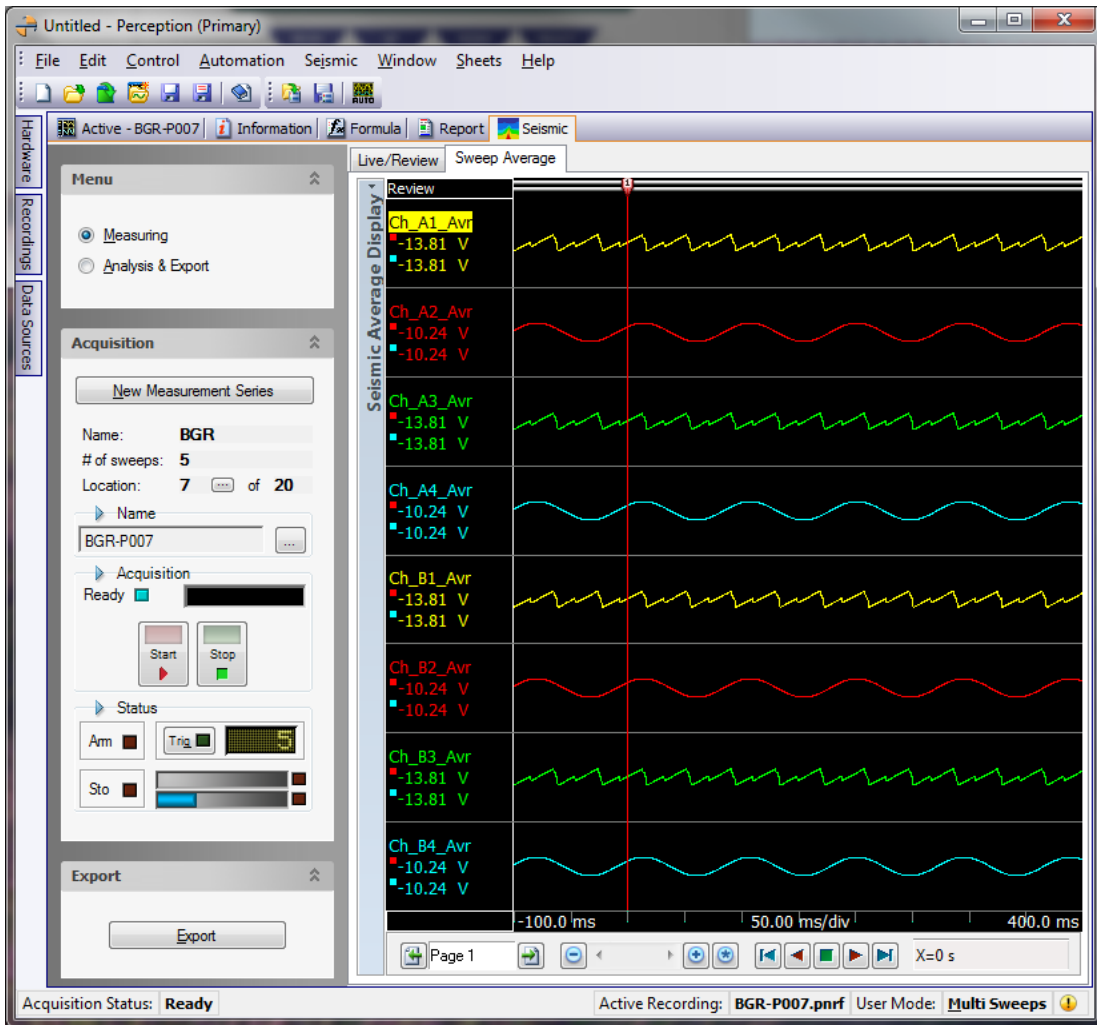 Untitled - Perception (Primary)
File Edit Control Automation Seismic Window Sheets Help
AUTO
Hardware
Recordings
Data Sources
Active - BGR-P007 Information Formula Report Seismic
Menu
Measuring
Analysis & Export
Acquisition
New Measurement Series
Name: BGR
# of sweeps: 5
Location: 7 ... of 20
Name
BGR-P007 ...
Acquisition
Ready
Start Stop
Status
Arm Trig 5
Sto
Export
Export
Live/Review Sweep Average
Seismic Average Display
Review 1
Ch_A1_Avr
-13.81 V
-13.81 V
Ch_A2_Avr
-10.24 V
-10.24 V
Ch_A3_Avr
-13.81 V
-13.81 V
Ch_A4_Avr
-10.24 V
-10.24 V
Ch_B1_Avr
-13.81 V
-13.81 V
Ch_B2_Avr
-10.24 V
-10.24 V
Ch_B3_Avr
-13.81 V
-13.81 V
Ch_B4_Avr
-10.24 V
-10.24 V
-100.0 ms 50.00 ms/div 400.0 ms
Page 1 X=0 s
Acquisition Status: Ready Active Recording: BGR-P007.pnrf User Mode: Multi Sweeps